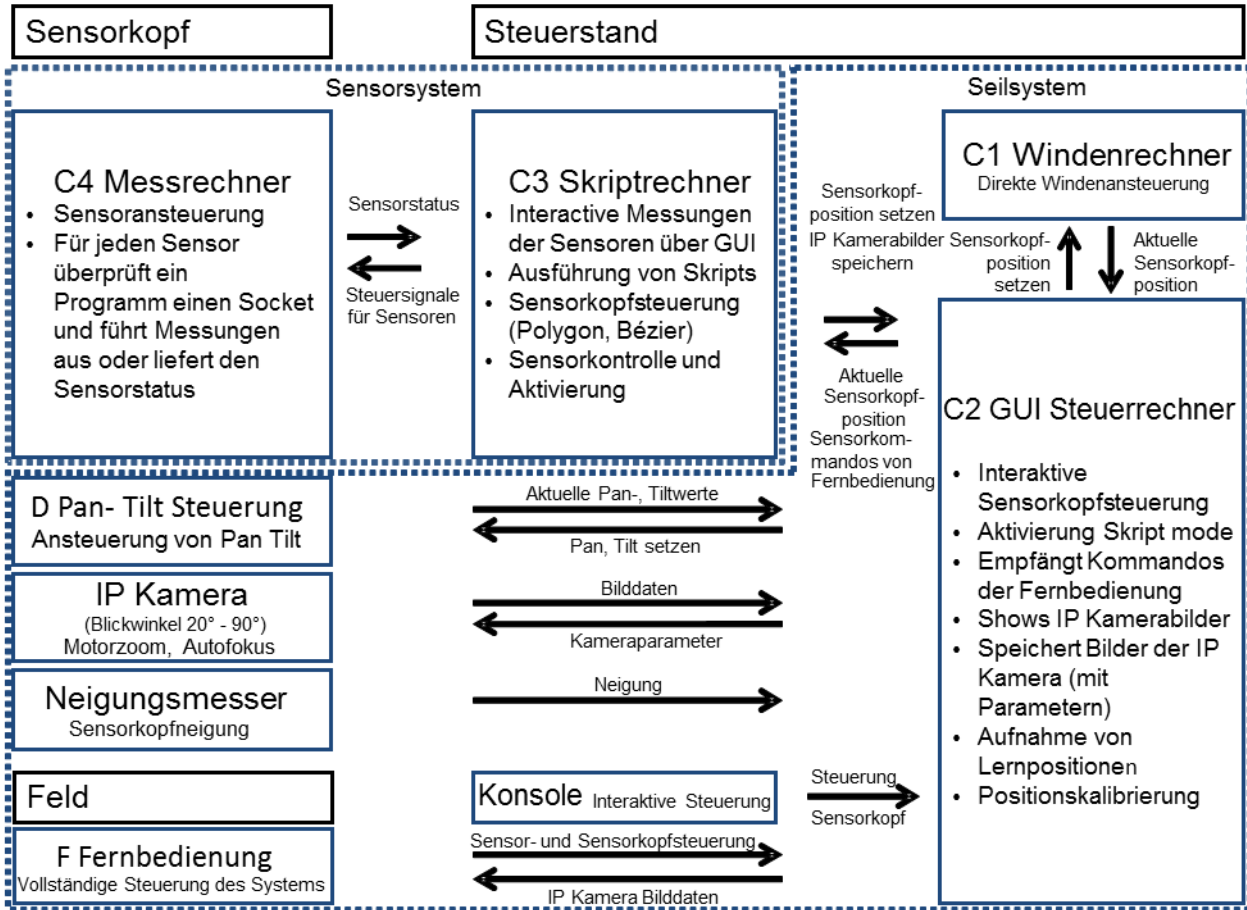 Sensorkopf
Steuerstand
Sensorsystem
Seilsystem
C4 Messrechner
• Sensoransteuerung
• Für jeden Sensor
überprüft ein
Programm einen Socket
und führt Messungen
aus oder liefert den
Sensorstatus
Sensorstatus
Steuersignale
für Sensoren
C3 Skriptrechner
• Interactive Messungen
der Sensoren über GUI
• Ausführung von Skripts
• Sensorkopfsteuerung
(Polygon, Bézier)
• Sensorkontrolle und
Aktivierung
Sensorkopf-
position setzen
IP Kamerabilder
speichern
Aktuelle
Sensorkopf-
position
Sensorkom-
mandos von
Fernbedienung
C1 Windenrechner
Direkte Windenansteuerung
Sensorkopf-
position
setzen
Aktuelle
Sensorkopf-
position
C2 GUI Steuerrechner
• Interaktive
Sensorkopfsteuerung
• Aktivierung Skript mode
• Empfängt Kommandos
der Fernbedienung
• Shows IP Kamerabilder
• Speichert Bilder der IP
Kamera (mit
Parametern)
• Aufnahme von
Lernpositionen
• Positionskalibrierung
D Pan- Tilt Steuerung
Ansteuerung von Pan Tilt
Aktuelle Pan-, Tiltwerte
Pan, Tilt setzen
IP Kamera
(Blickwinkel 20° - 90°)
Motorzoom, Autofokus
Bilddaten
Kameraparameter
Neigungsmesser
Sensorkopfneigung
Neigung
Feld
Konsole Interaktive Steuerung
Steuerung
Sensorkopf
F Fernbedienung
Vollständige Steuerung des Systems
Sensor- und Sensorkopfsteuerung
IP Kamera Bilddaten